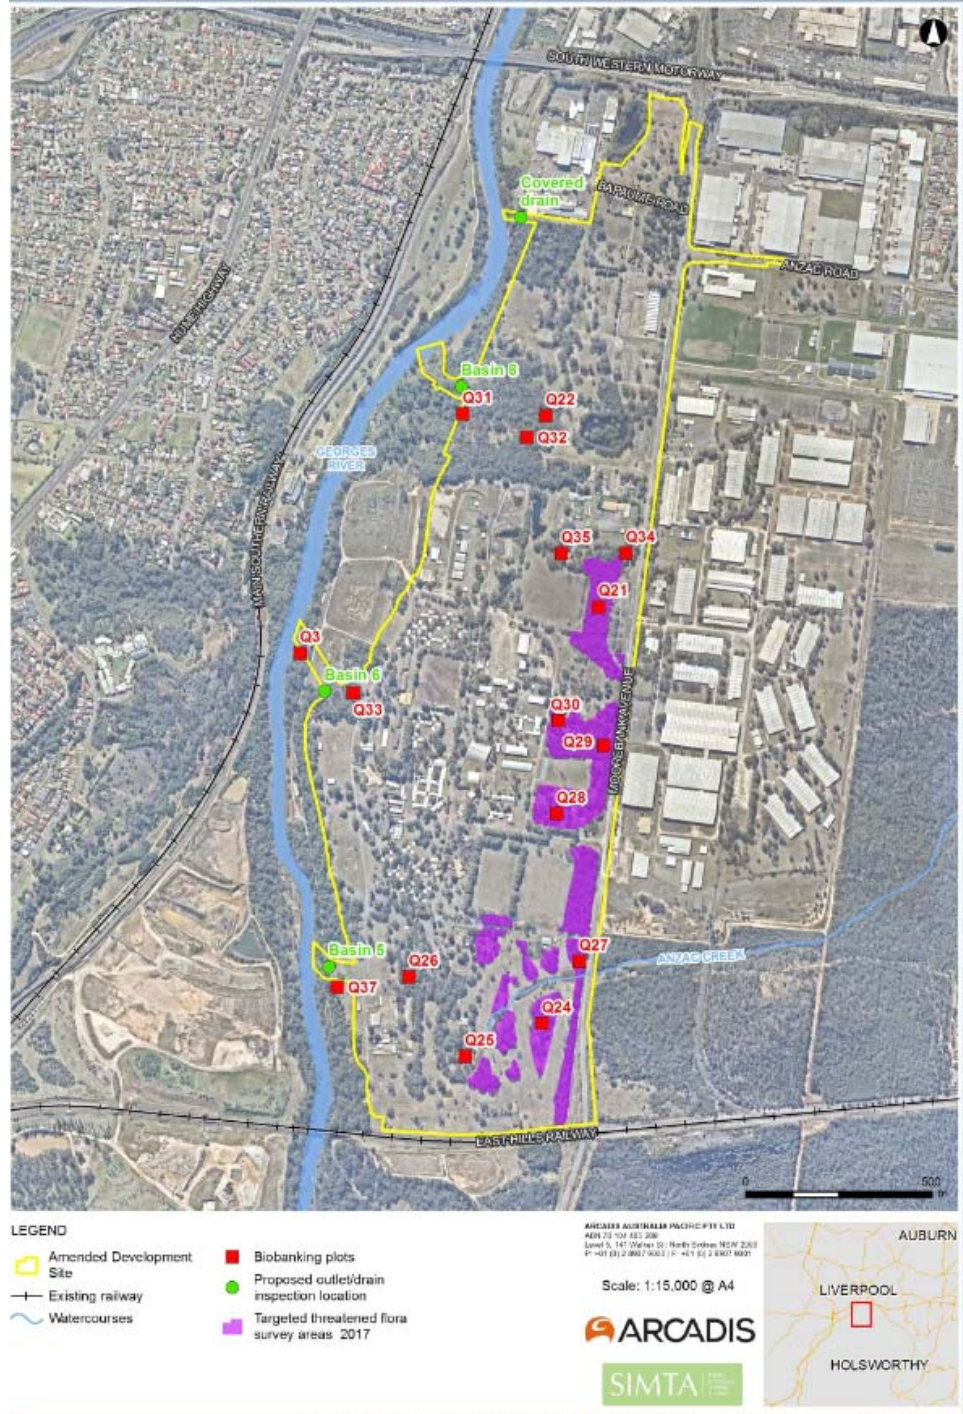 SOUTH WESTERN MOTORWAY
Covered
drain
BAPAUME ROAD
ANZAC ROAD
HUME HIGHWAY
Basin 8
Q31
Q22
Q32
GEORGES
RIVER
MAIN SOUTHERN RAILWAY
Q35
Q34
Q21
Q3
Basin 6
Q33
Q30
Q29
MOOREBANK AVENUE
Q28
Q27
Basin 5
ANZAC CREEK
Q26
Q37
Q24
Q25
EAST HILLS RAILWAY
0
500
m
LEGEND
Amended Development
Site
Existing railway
Watercourses
Biobanking plots
Proposed outlet/drain
inspection location
Targeted threatened flora
survey areas 2017
ARCADIS AUSTRALIA PACIFIC PTY LTD
Scale: 1:15,000 @ A4
ARCADIS
SIMTA
AUBURN
LIVERPOOL
HOLSWORTHY